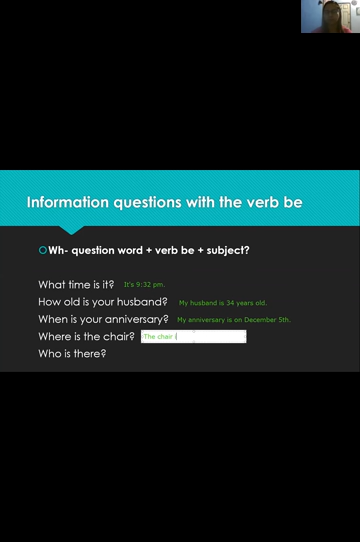 Information questions with the verb be
Wh- question word + verb be + subject?
What time is it? It's 9:32 pm.
How old is your husband? My husband is 34 years old.
When is your anniversary? My anniversary is on December 5th.
Where is the chair? The chair i
Who is there?